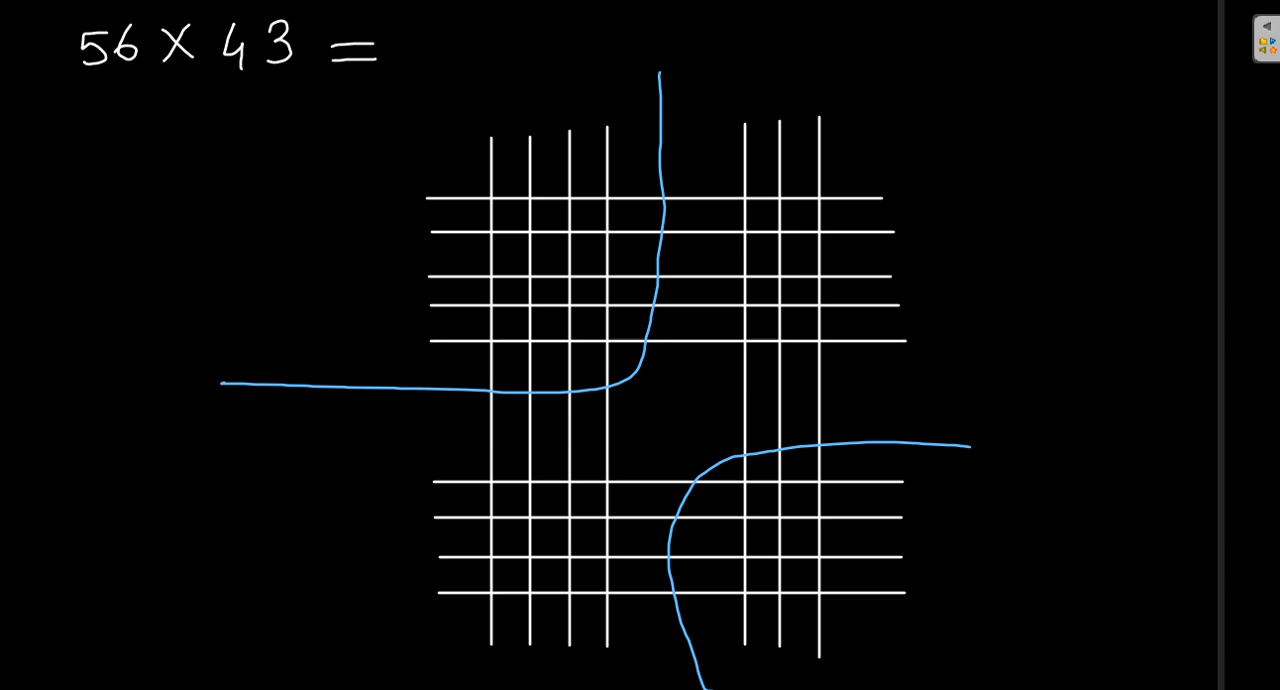 56 × 43 =